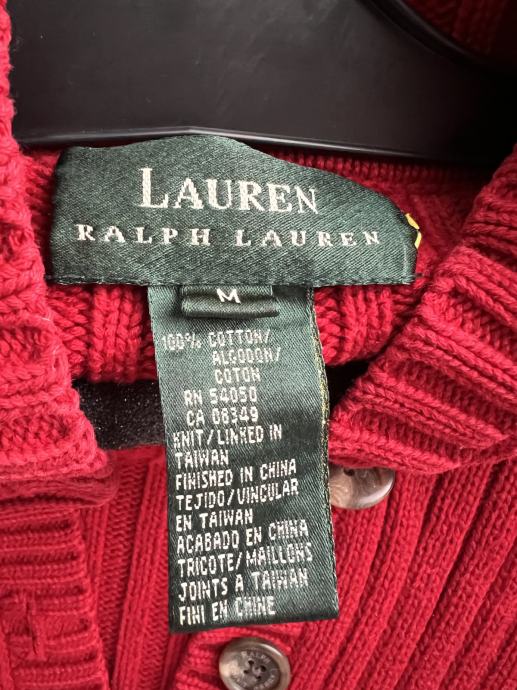 LAUREN
RALPH LAUREN
M
100% COTTON/
ALGODON/
COTON
RN 54050
CA 08349
KNIT/LINKED IN
TAIWAN
FINISHED IN CHINA
TEJIDO/VINCULAR
EN TAIWAN
ACABADO EN CHINA
TRICOTE/MAILLONS
JOINTS A TAIWAN
FINI EN CHINE
RALPH